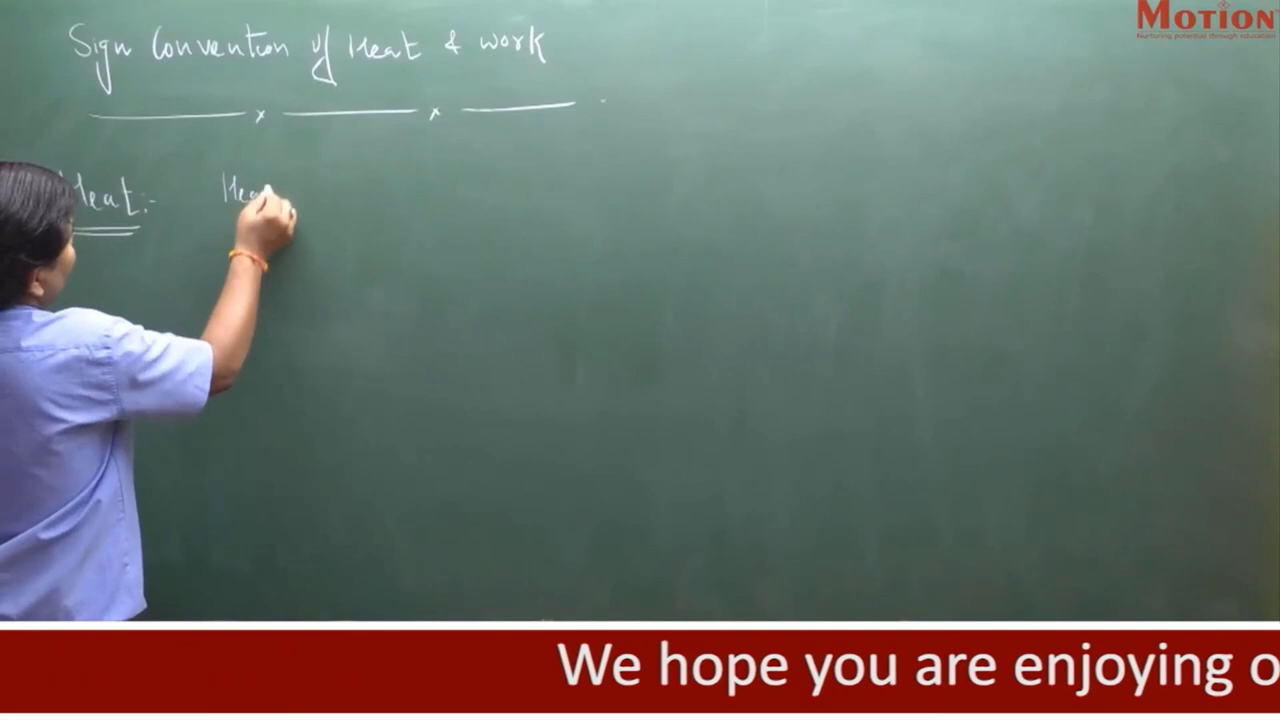 MOTION
Nurturing potential through education
Sign Convention of Heat & work
Heat:-
Hea
We hope you are enjoying o